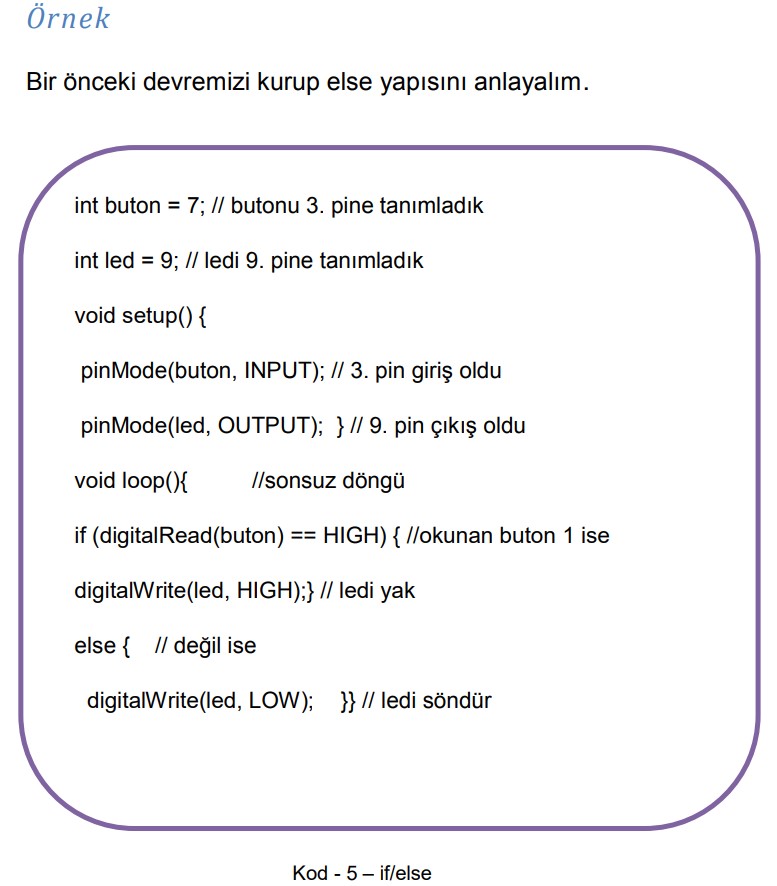 Örnek
Bir önceki devremizi kurup else yapısını anlayalım.
int buton = 7; // butonu 3. pine tanımladık
int led = 9; // ledi 9. pine tanımladık
void setup() {
pinMode(buton, INPUT); // 3. pin giriş oldu
pinMode(led, OUTPUT); } // 9. pin çıkış oldu
void loop(){ //sonsuz döngü
if (digitalRead(buton) == HIGH) { //okunan buton 1 ise
digitalWrite(led, HIGH);} // ledi yak
else { // değil ise
digitalWrite(led, LOW); }} // ledi söndür
Kod - 5 – if/else